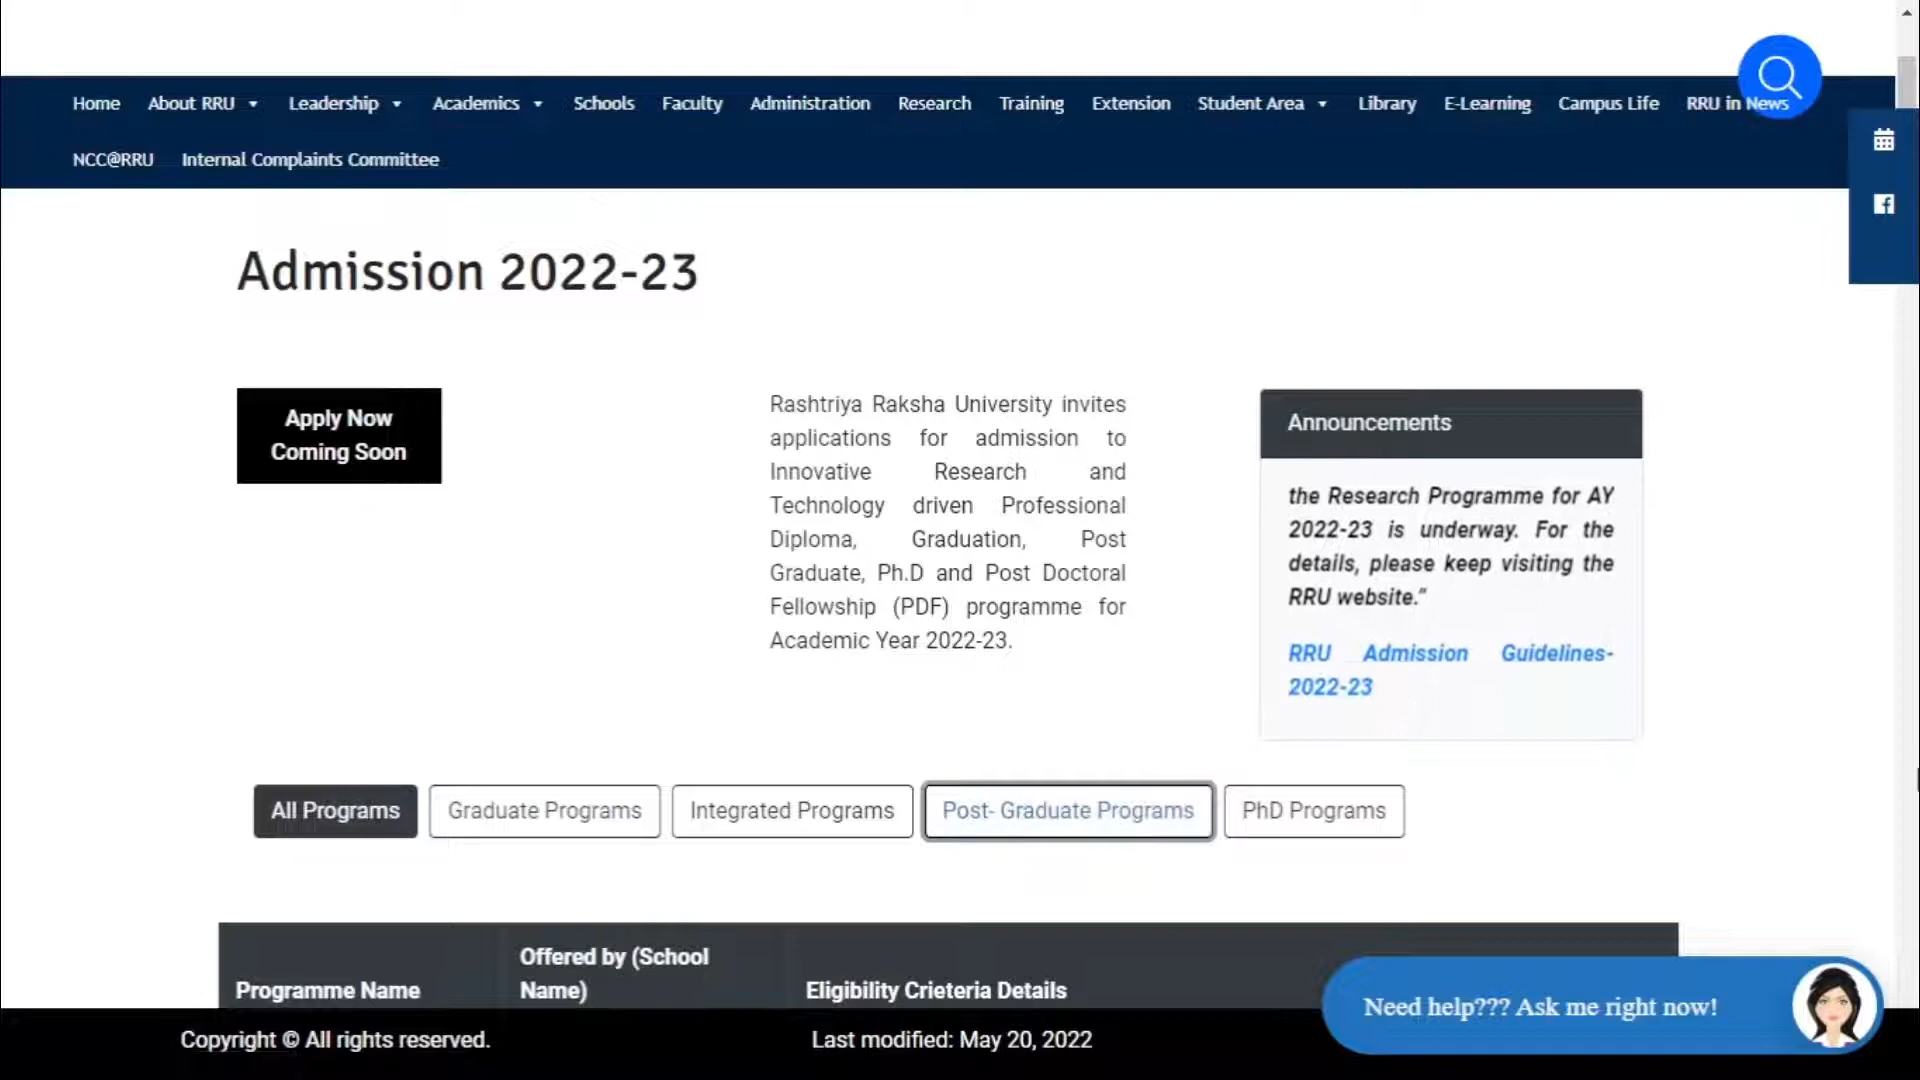 Home About RRU Leadership Academics Schools Faculty Administration Research Training Extension Student Area Library E-Learning Campus Life RRU in News
NCC@RRU Internal Complaints Committee
Admission 2022-23
Apply Now
Coming Soon
Rashtriya Raksha University invites
applications for admission to
Innovative Research and
Technology driven Professional
Diploma, Graduation, Post
Graduate, Ph.D and Post Doctoral
Fellowship (PDF) programme for
Academic Year 2022-23.
Announcements
the Research Programme for AY
2022-23 is underway. For the
details, please keep visiting the
RRU website.”
RRU Admission Guidelines-
2022-23
All Programs Graduate Programs Integrated Programs Post- Graduate Programs PhD Programs
Programme Name
Offered by (School
Name)
Eligibility Crieteria Details
Need help??? Ask me right now!
Copyright © All rights reserved. Last modified: May 20, 2022